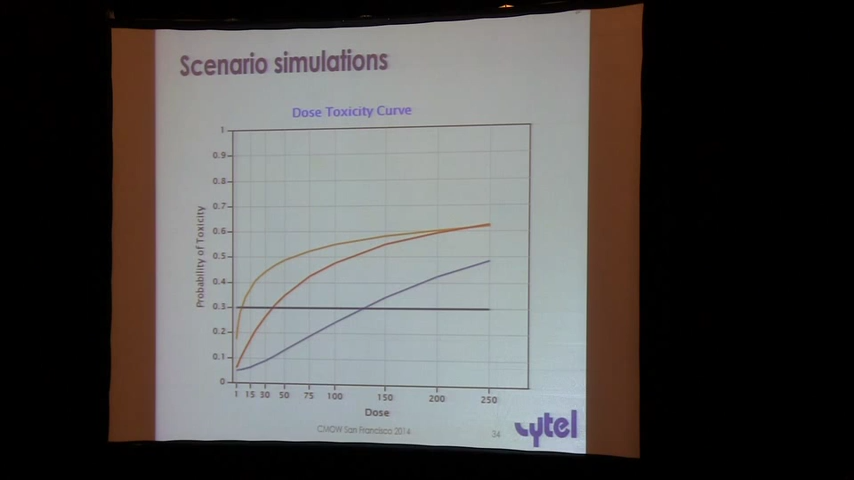 Scenario simulations
Dose Toxicity Curve
1
0.9
0.8
0.7
0.6
0.5
0.4
0.3
0.2
0.1
0
Probability of Toxicity
1 15 30 50 75 100 150 200 250
Dose
CMOW San Francisco 2014
34
Cytel